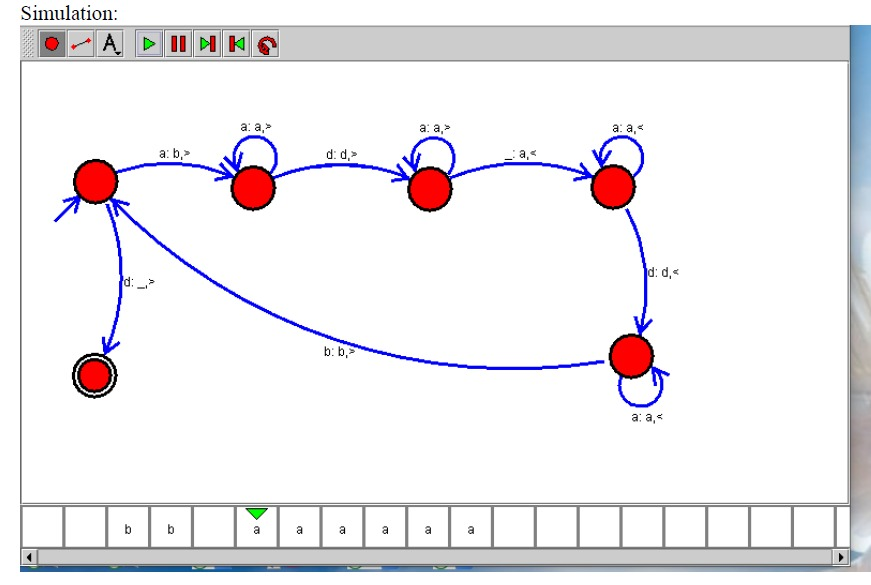 Simulation:
A
a: a,> a: a,> a: a,<
a: b,> d: d,> _: a,<
d: d,<
d: _,>
b: b,>
a: a,<
b b a a a a a a